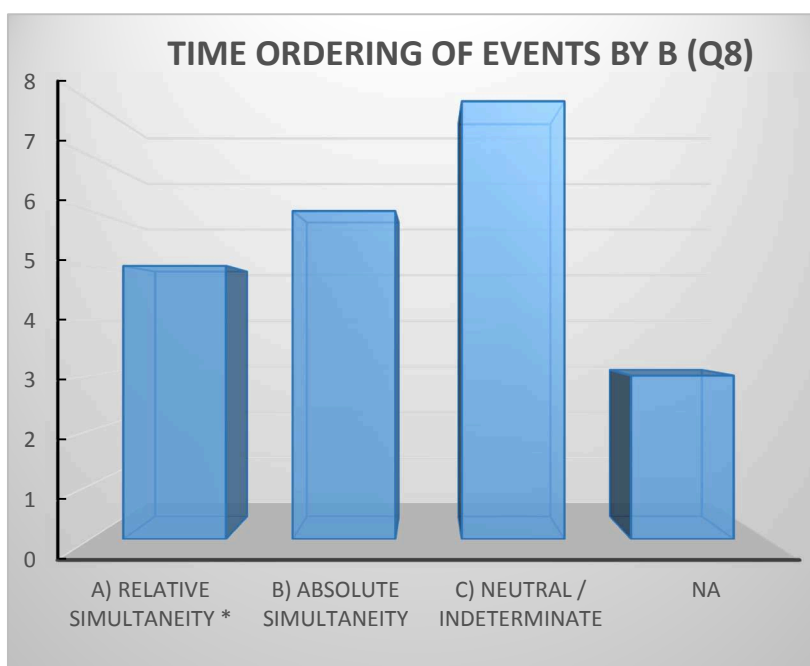 TIME ORDERING OF EVENTS BY B (Q8)
8
7
6
5
4
3
2
1
0
A) RELATIVE
SIMULTANEITY *
B) ABSOLUTE
SIMULTANEITY
C) NEUTRAL /
INDETERMINATE
NA